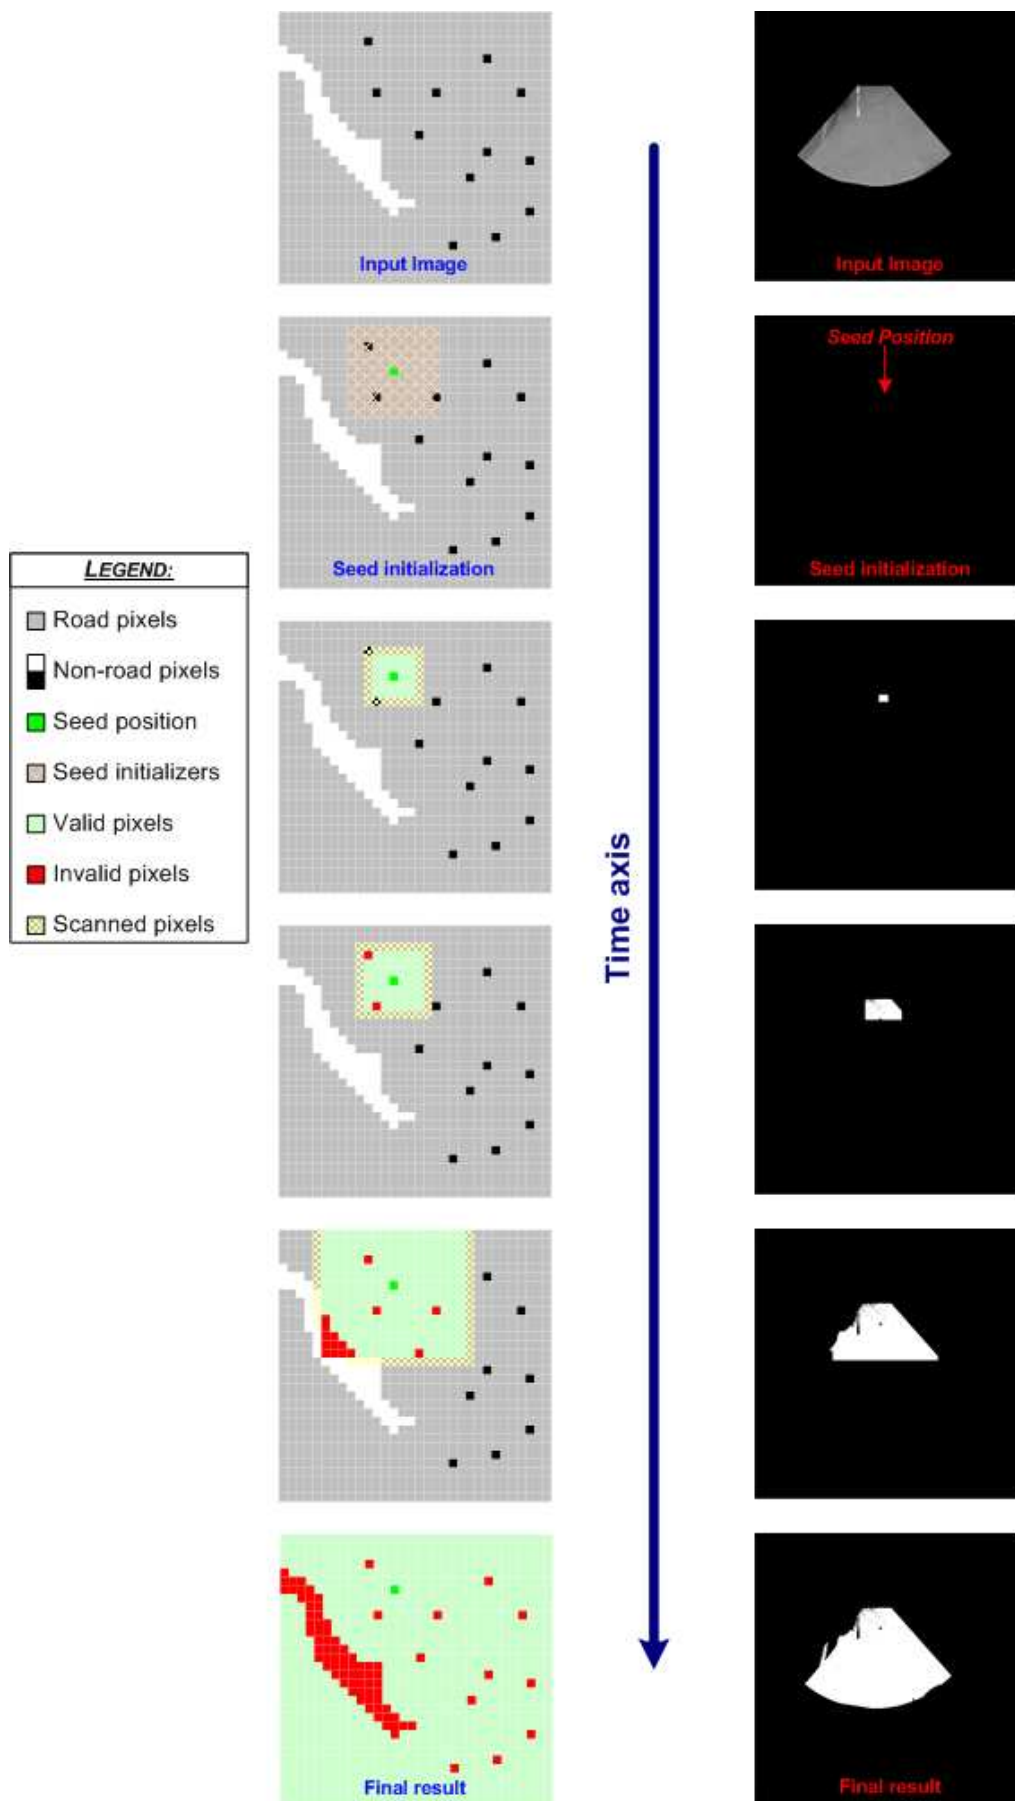 Input Image
Input Image
Seed Position
Seed initialization
Seed initialization
LEGEND:
Road pixels
Non-road pixels
Seed position
Seed initializers
Valid pixels
Invalid pixels
Scanned pixels
Time axis
Final result
Final result